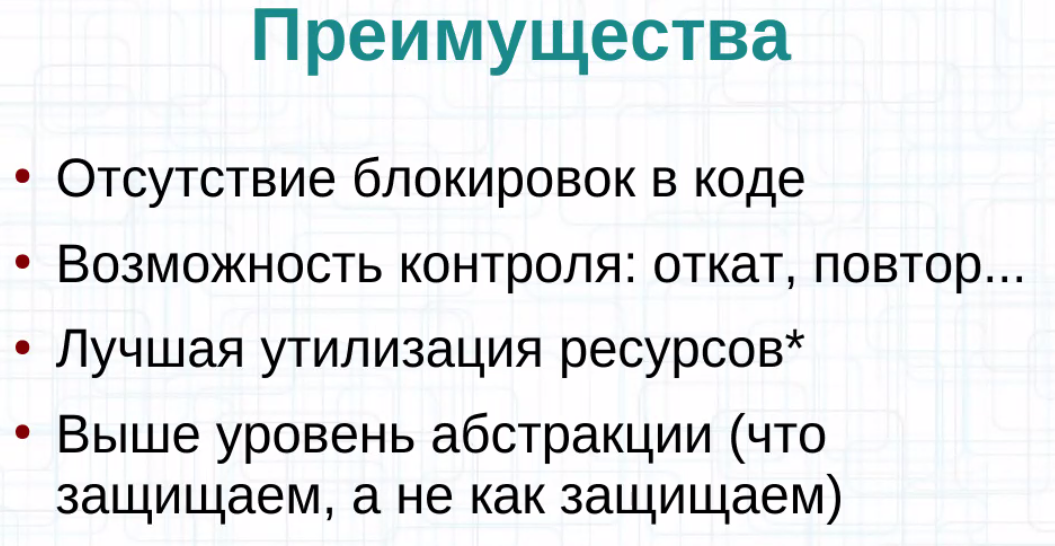 Преимущества
• Отсутствие блокировок в коде
• Возможность контроля: откат, повтор...
• Лучшая утилизация ресурсов*
• Выше уровень абстракции (что
защищаем, а не как защищаем)